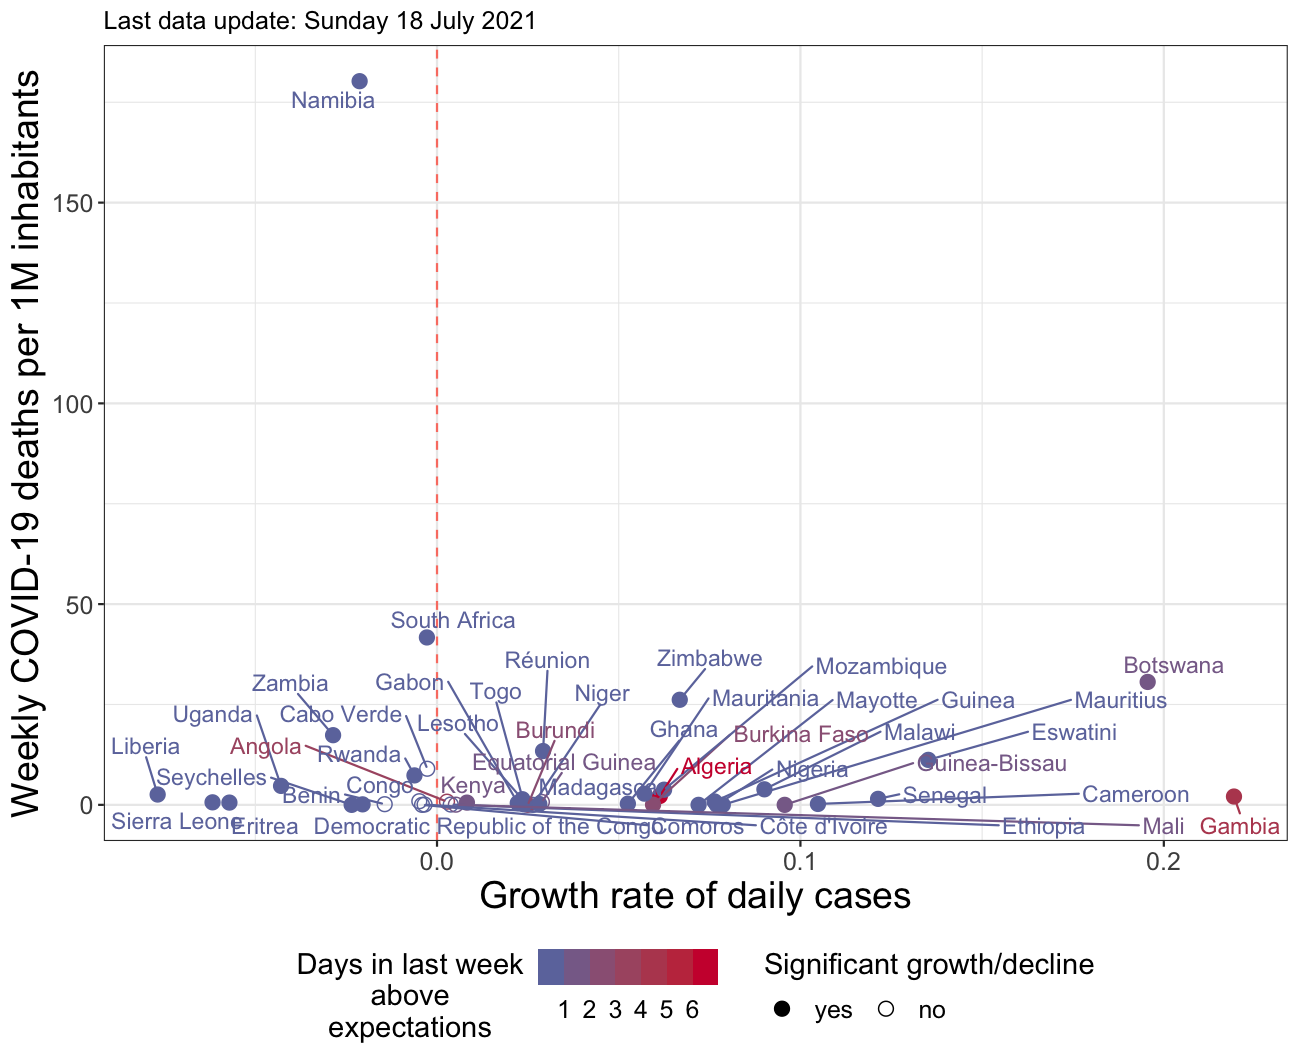 Last data update: Sunday 18 July 2021
Weekly COVID-19 deaths per 1M inhabitants
150
100
50
0
Namibia
South Africa
Réunion
Zimbabwe
Mozambique
Botswana
Zambia
Gabon
Togo
Niger
Mauritania
Mayotte
Guinea
Mauritius
Uganda
Cabo Verde
Lesotho
Burundi
Ghana
Burkina Faso
Malawi
Eswatini
Liberia
Angola
Rwanda
Equatorial Guinea
Algeria
Nigeria
Guinea-Bissau
Seychelles
Benin
Congo
Kenya
Madagascar
Senegal
Cameroon
Sierra Leone
Eritrea
Democratic Republic of the Congo
Comoros
Côte d'Ivoire
Ethiopia
Mali
Gambia
0.0
0.1
0.2
Growth rate of daily cases
Days in last week
above
expectations
1 2 3 4 5 6
Significant growth/decline
yes
no